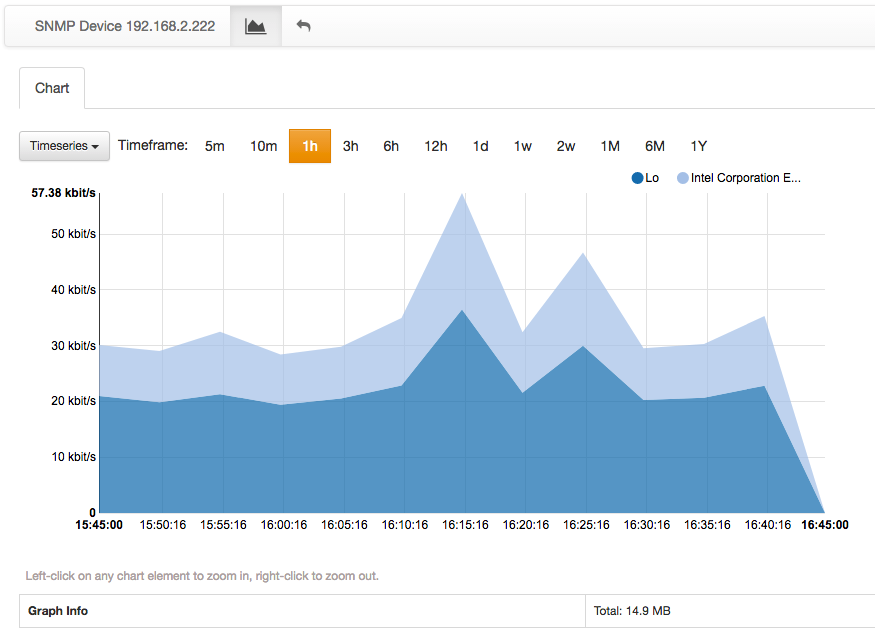 SNMP Device 192.168.2.222
Chart
Timeseries Timeframe: 5m 10m 1h 3h 6h 12h 1d 1w 2w 1M 6M 1Y
Lo Intel Corporation E...
57.38 kbit/s
50 kbit/s
40 kbit/s
30 kbit/s
20 kbit/s
10 kbit/s
0
15:45:00 15:50:16 15:55:16 16:00:16 16:05:16 16:10:16 16:15:16 16:20:16 16:25:16 16:30:16 16:35:16 16:40:16 16:45:00
Left-click on any chart element to zoom in, right-click to zoom out.
Graph Info Total: 14.9 MB